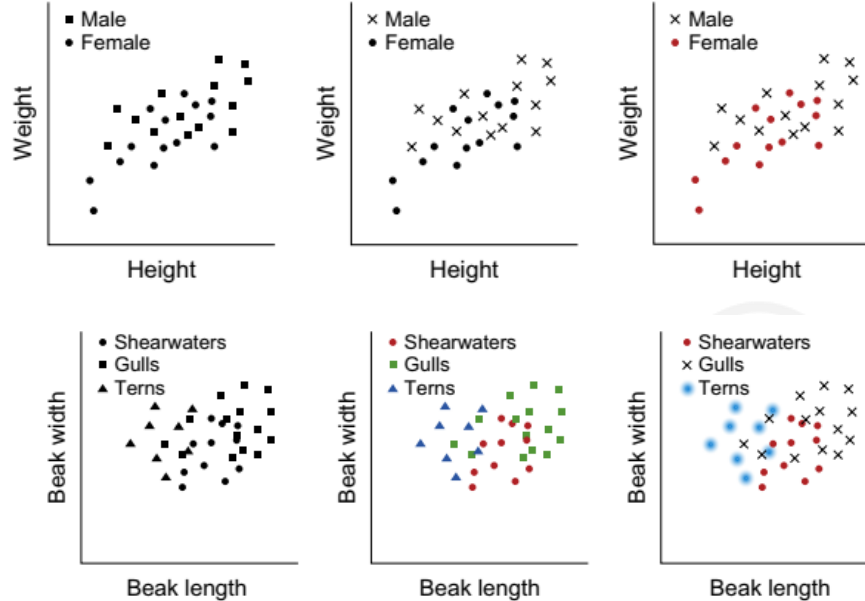 Male
Female
Weight
Height
Male
Female
Weight
Height
Male
Female
Weight
Height
Shearwaters
Gulls
Terns
Beak width
Beak length
Shearwaters
Gulls
Terns
Beak width
Beak length
Shearwaters
Gulls
Terns
Beak width
Beak length